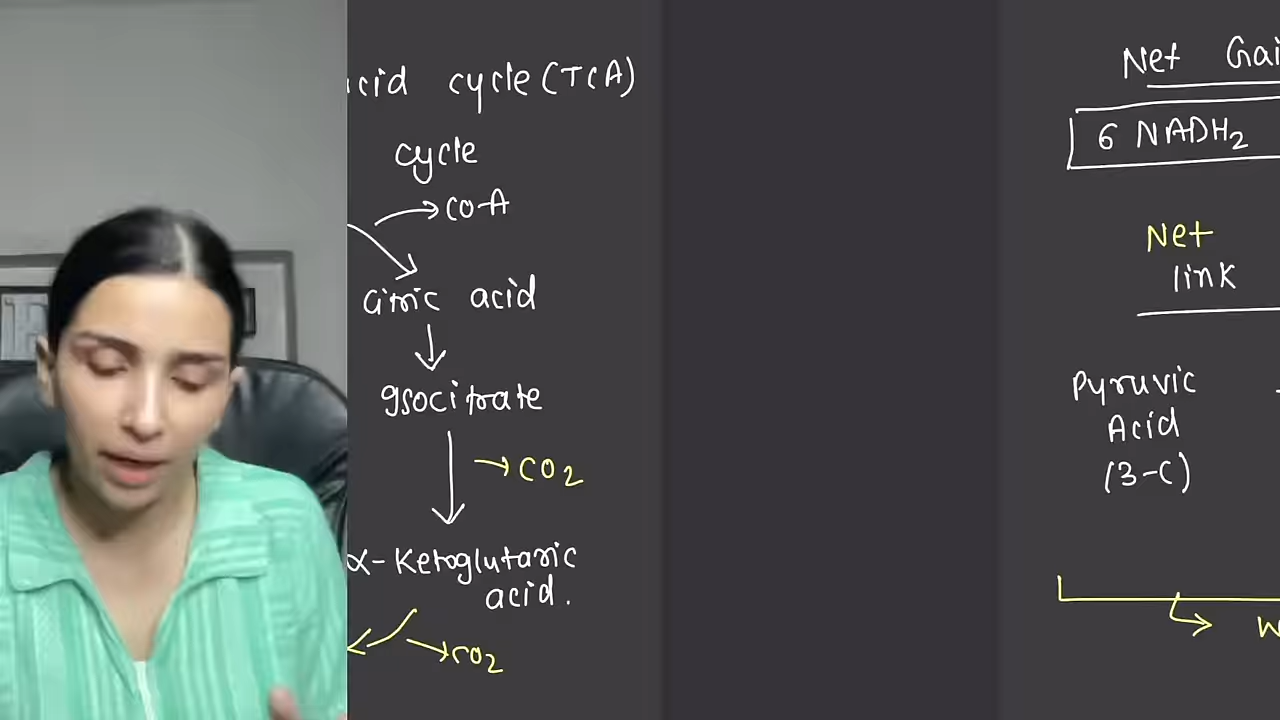 cid cycle (TCA)
cycle
CO-A
Citric acid
Isocitrate
CO2
α-Ketoglutaric
acid.
CO2
Net Gai
6 NADH2
Net
link
Pyruvic
Acid
(3-C)
W